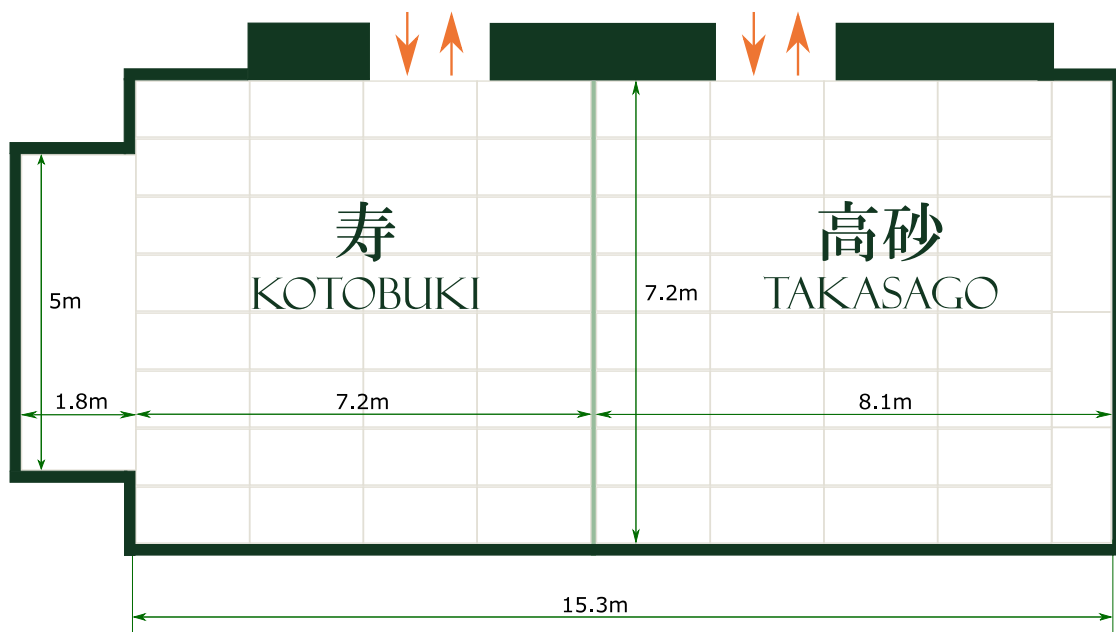 寿
KOTOBUKI
高砂
TAKASAGO
5m
7.2m
1.8m
7.2m
8.1m
15.3m